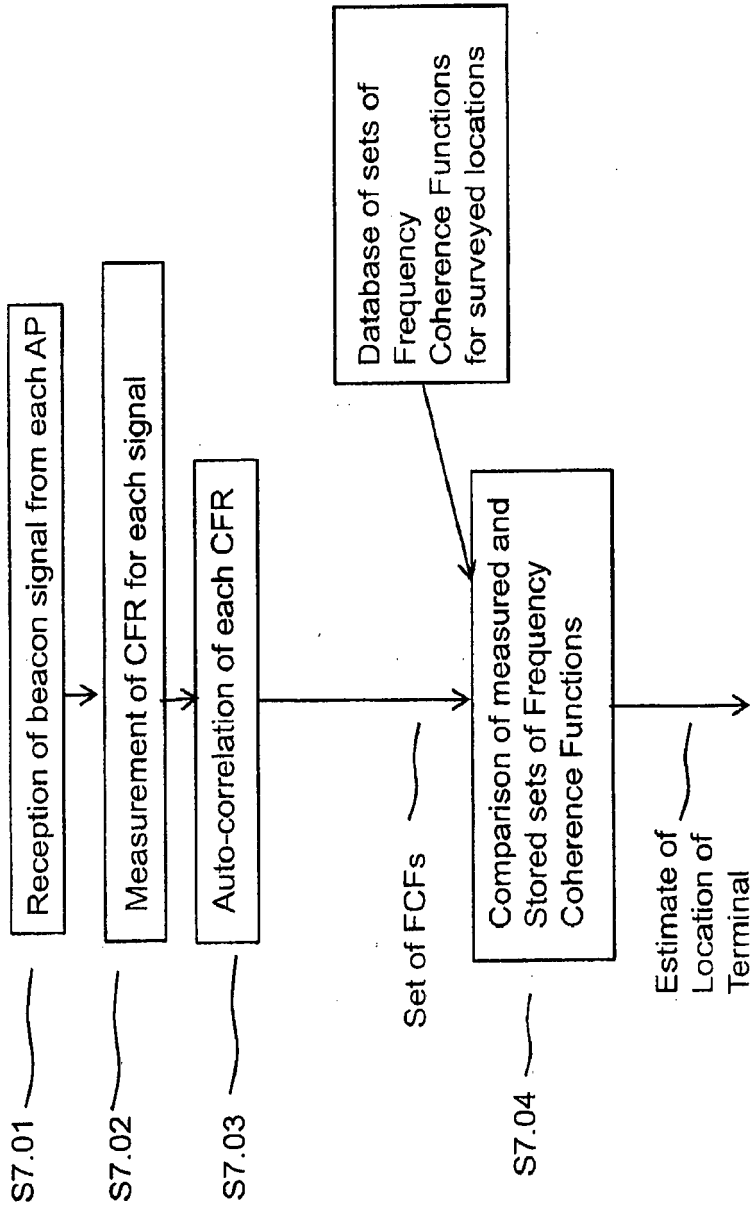 S7.01
Reception of beacon signal from each AP
S7.02
Measurement of CFR for each signal
S7.03
Auto-correlation of each CFR
Set of FCFs
Database of sets of
Frequency
Coherence Functions
for surveyed locations
S7.04
Comparison of measured and
Stored sets of Frequency
Coherence Functions
Estimate of
Location of
Terminal